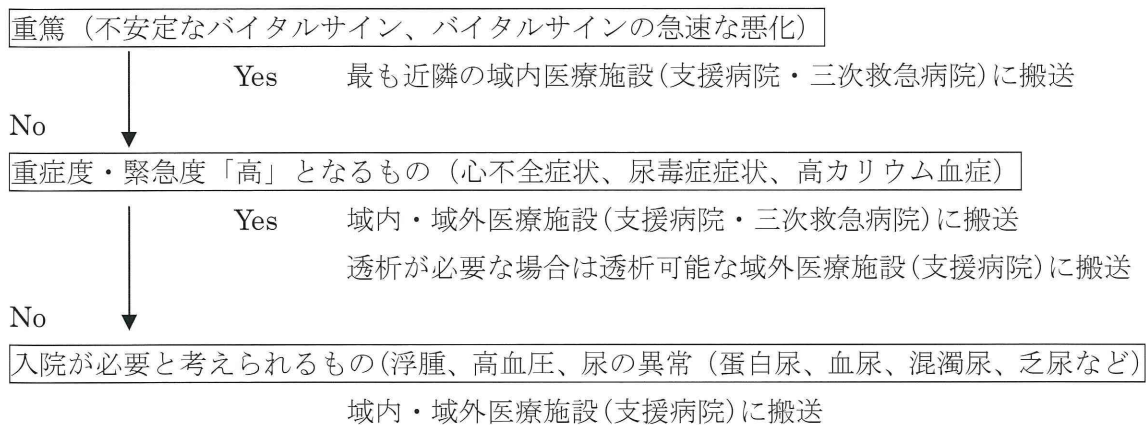 重篤（不安定なバイタルサイン、バイタルサインの急速な悪化）
Yes 最も近隣の域内医療施設(支援病院・三次救急病院)に搬送
No
重症度・緊急度「高」となるもの（心不全症状、尿毒症症状、高カリウム血症）
Yes 域内・域外医療施設(支援病院・三次救急病院)に搬送
透析が必要な場合は透析可能な域外医療施設(支援病院)に搬送
No
入院が必要と考えられるもの(浮腫、高血圧、尿の異常（蛋白尿、血尿、混濁尿、乏尿など）
域内・域外医療施設(支援病院)に搬送